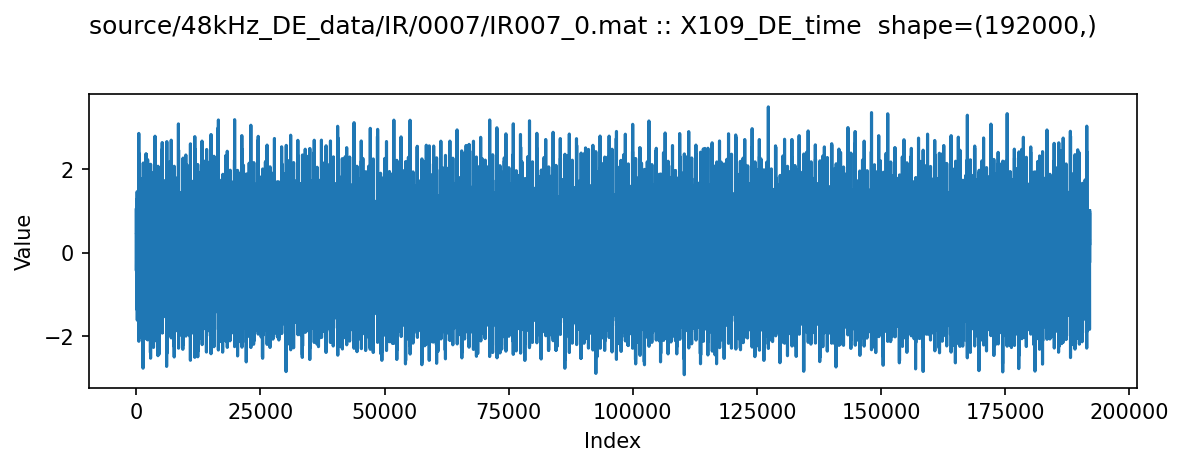 source/48kHz_DE_data/IR/0007/IR007_0.mat :: X109_DE_time  shape=(192000,)
2
0
−2
Value
0 25000 50000 75000 100000 125000 150000 175000 200000
Index